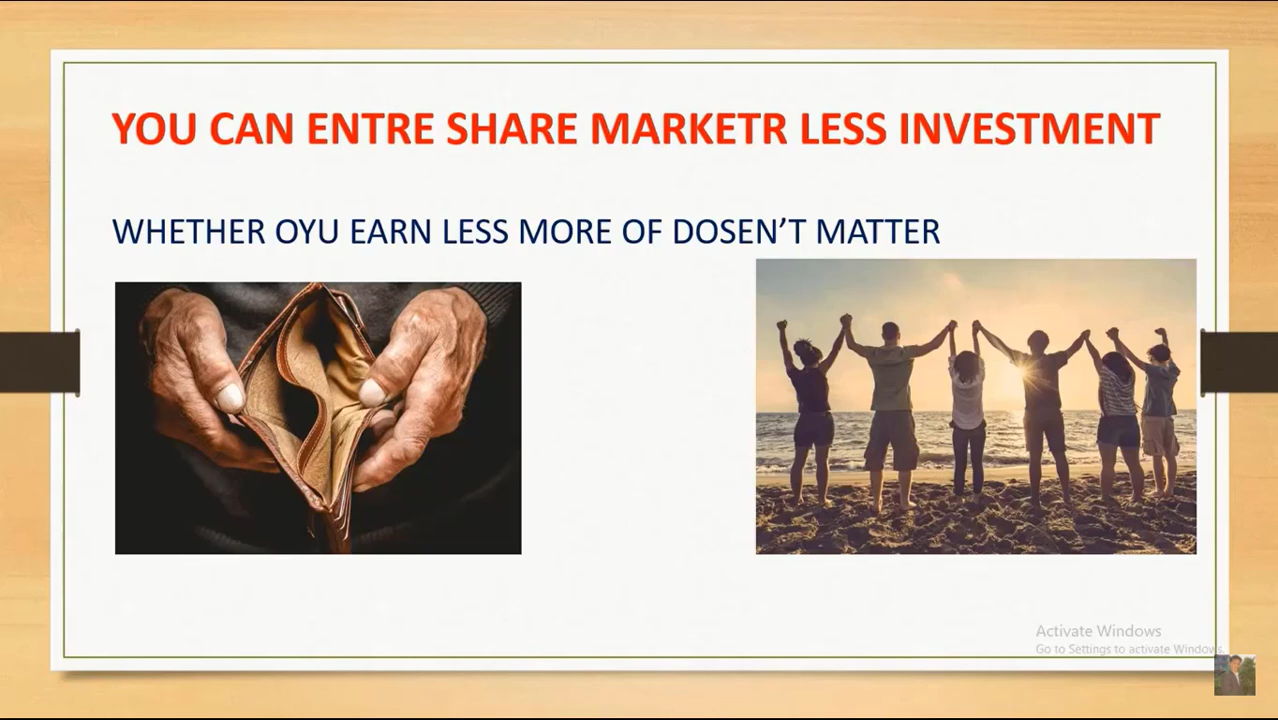 YOU CAN ENTRE SHARE MARKETR LESS INVESTMENT
WHETHER OYU EARN LESS MORE OF DOSEN’T MATTER
Activate Windows
Go to Settings to activate Windows.